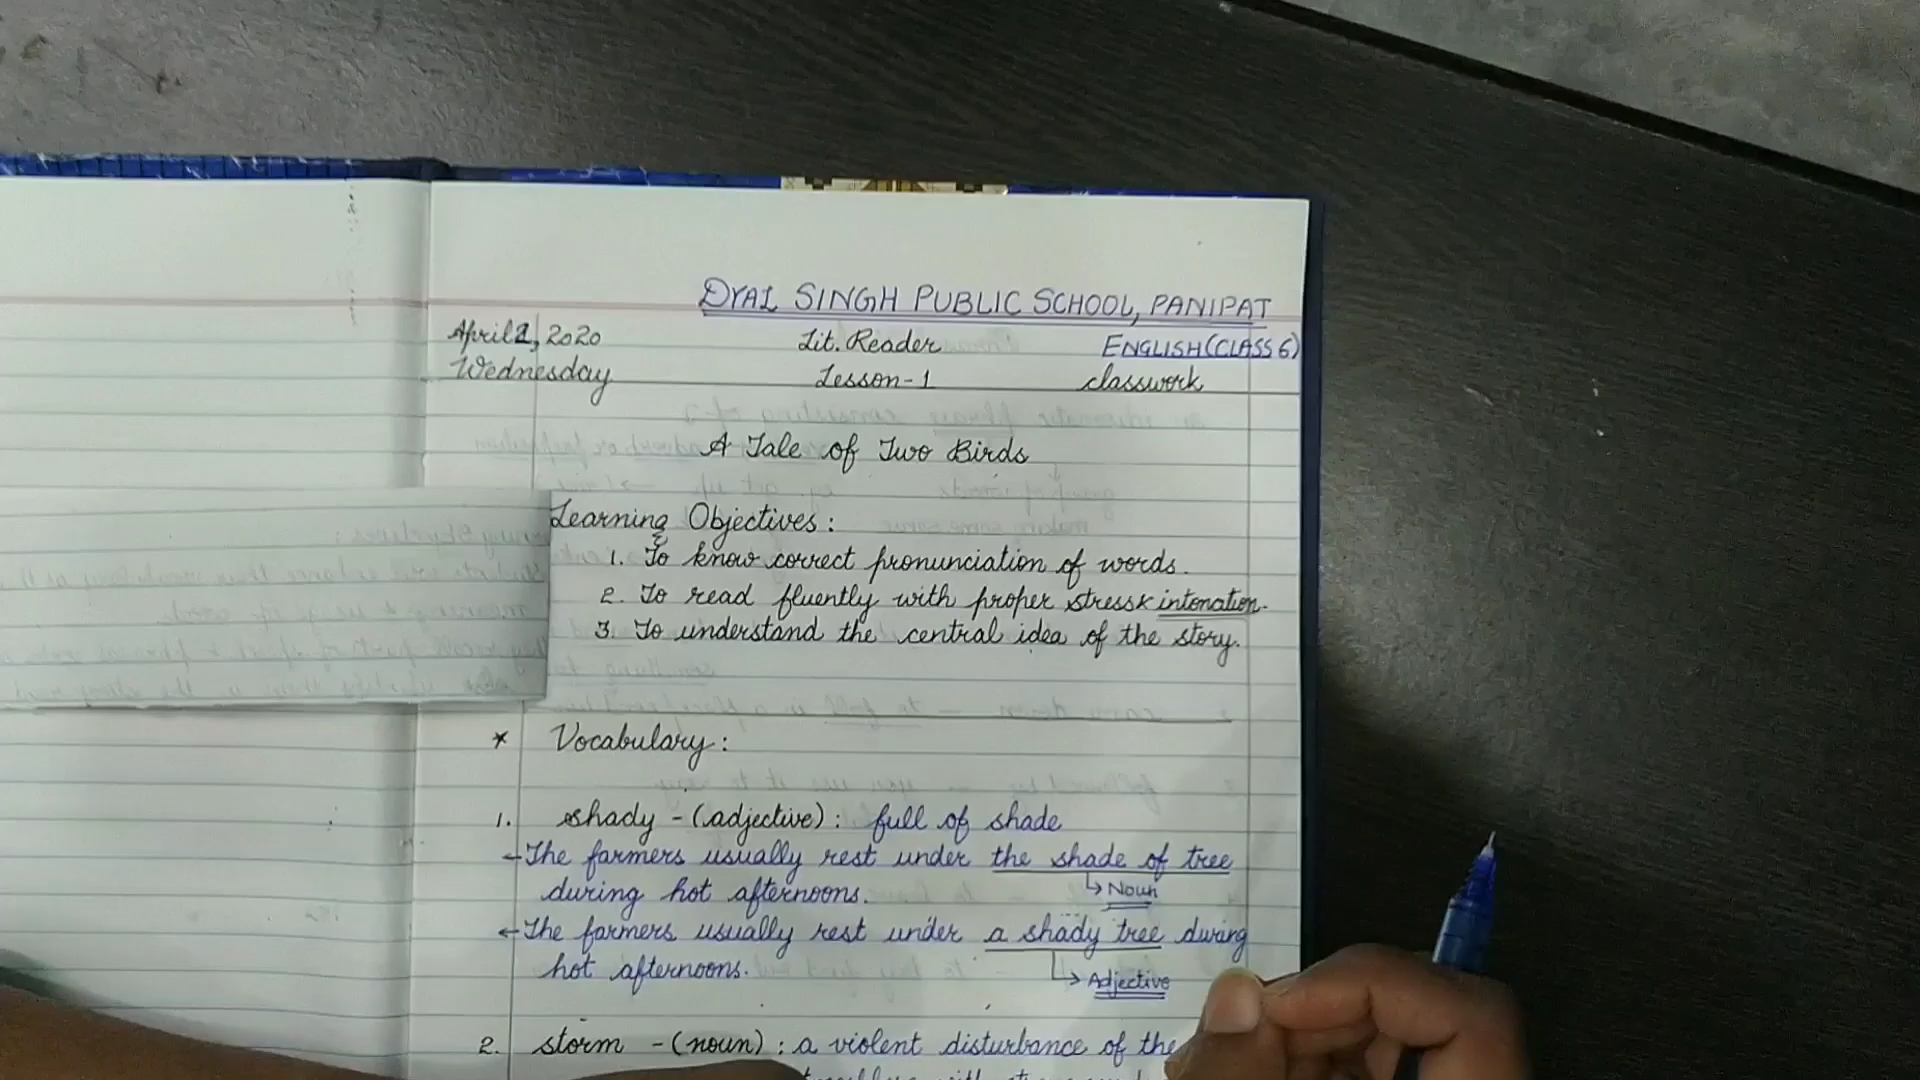 DYAL SINGH PUBLIC SCHOOL, PANIPAT
April 1, 2020 Lit. Reader ENGLISH (CLASS 6)
Wednesday Lesson-1 classwork
A Tale of Two Birds
Learning Objectives :
1. To know correct pronunciation of words.
2. To read fluently with proper stress & intonation.
3. To understand the central idea of the story.
* Vocabulary :
1. shady - (adjective) : full of shade
The farmers usually rest under the shade of tree
during hot afternoons. Noun
The farmers usually rest under a shady tree during
hot afternoons. Adjective
2. storm - (noun) : a violent disturbance of the